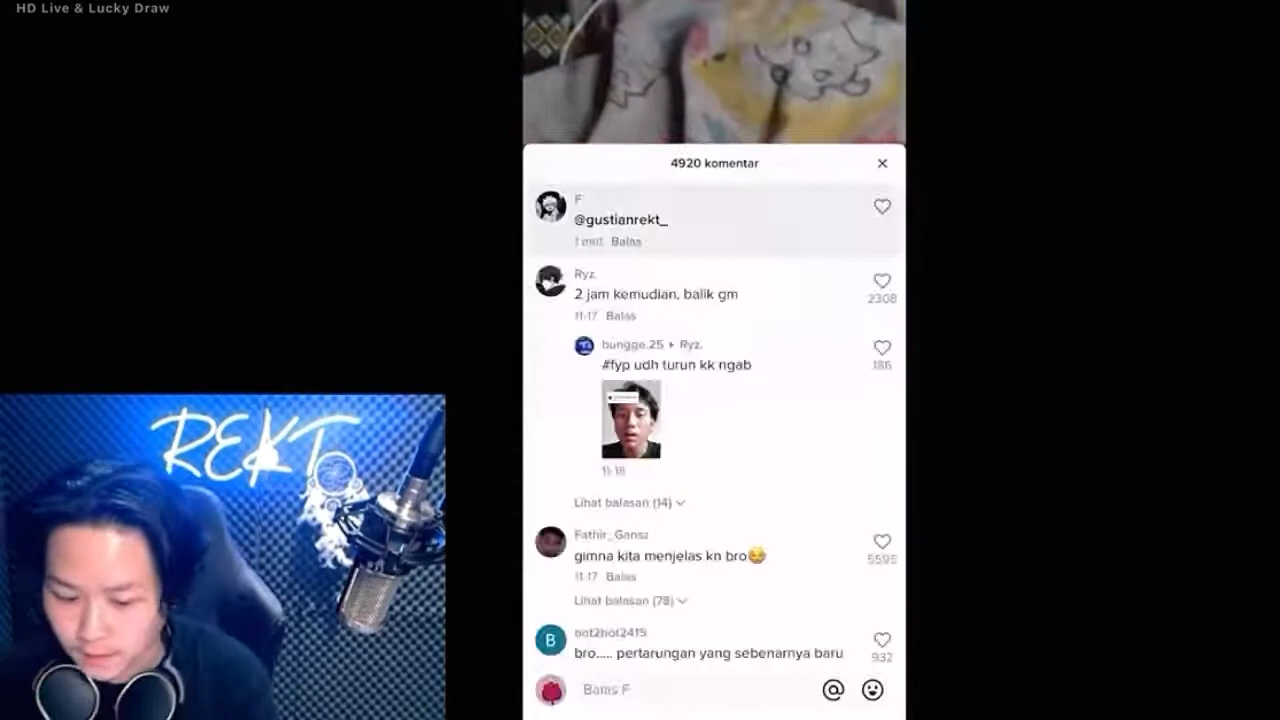 HD Live & Lucky Draw
4920 komentar
F
@gustianrekt_
1 mnt Balas
Ryz.
2 jam kemudian, balik gm
2308
11-17 Balas
bungge.25 ▸ Ryz.
#fyp udh turun kk ngab
186
11-18
Lihat balasan (14)
Fathir_Gansz
gimna kita menjelas kn bro😂
5595
11-17 Balas
Lihat balasan (78)
B
bot2bot2415
bro..... pertarungan yang sebenarnya baru
932
Balas F
REKT